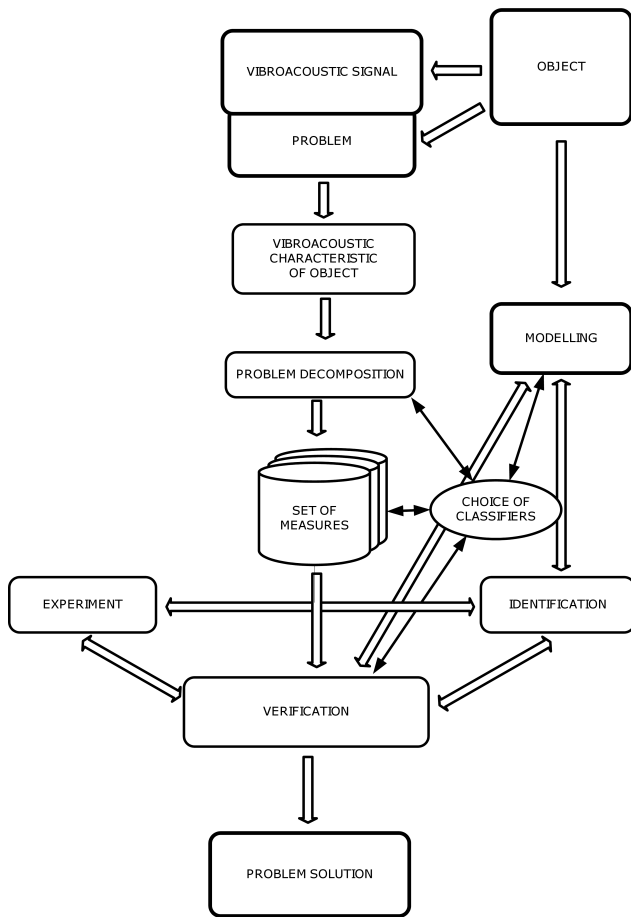 VIBROACOUSTIC SIGNAL
OBJECT
PROBLEM
VIBROACOUSTIC
CHARACTERISTIC
OF OBJECT
MODELLING
PROBLEM DECOMPOSITION
SET OF
MEASURES
CHOICE OF
CLASSIFIERS
EXPERIMENT
IDENTIFICATION
VERIFICATION
PROBLEM SOLUTION